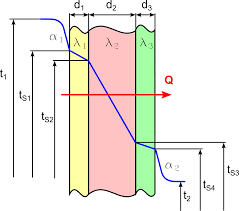 d₁ d₂ d₃
α₁ λ₁ λ₂ λ₃
t₁
Q
tS1
tS2
α₂
tS3
t₂ tS4